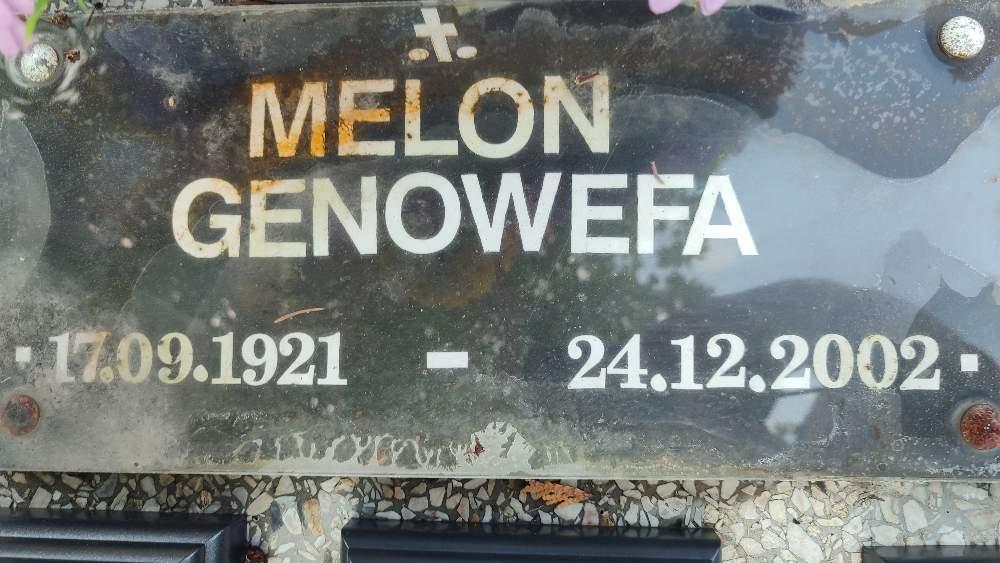 MELON
GENOWEFA
· 17.09.1921 - 24.12.2002 ·